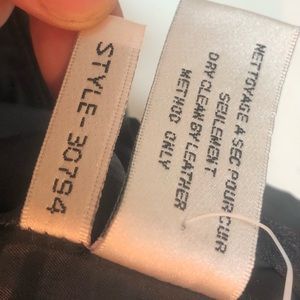 STYLE-30794
NETTOYAGE A SEC POUR CUIR
SEULEMENT
DRY CLEAN BY LEATHER
METHOD ONLY